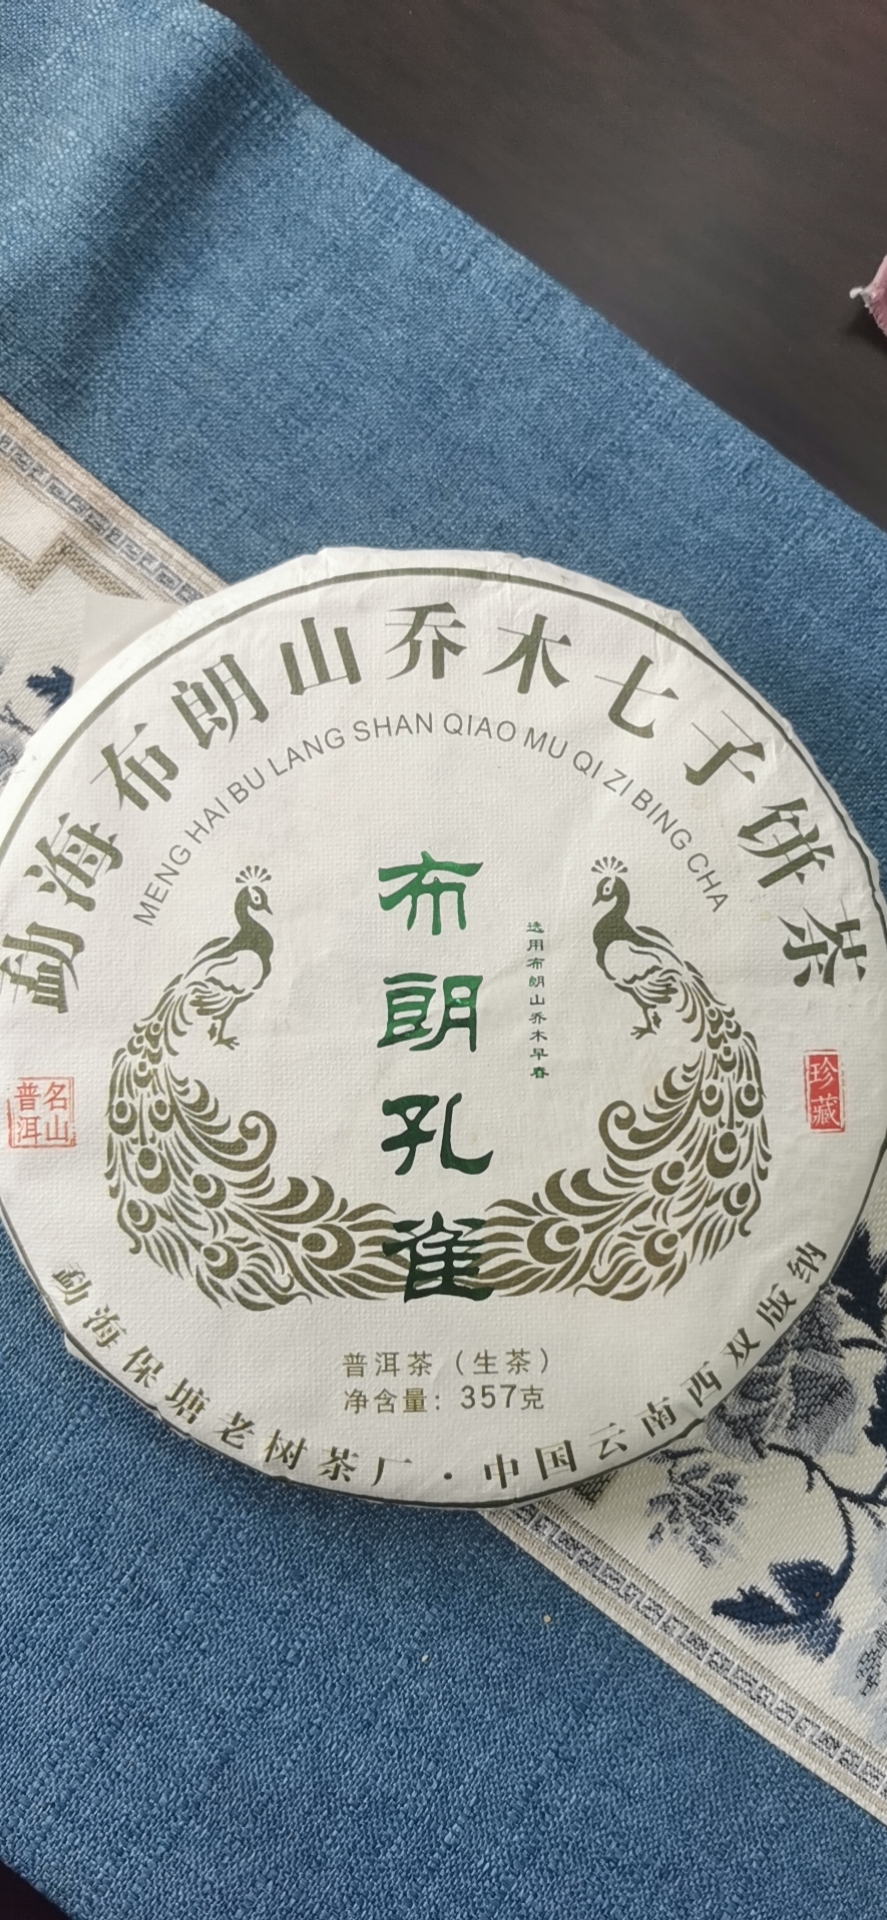 勐海布朗山乔木七子饼茶
MENG HAI BU LANG SHAN QIAO MU QI ZI BING CHA
布朗孔雀
选用布朗山乔木早春
名山
普洱
珍藏
普洱茶（生茶）
净含量：357克
勐海保塘老树茶厂·中国云南西双版纳